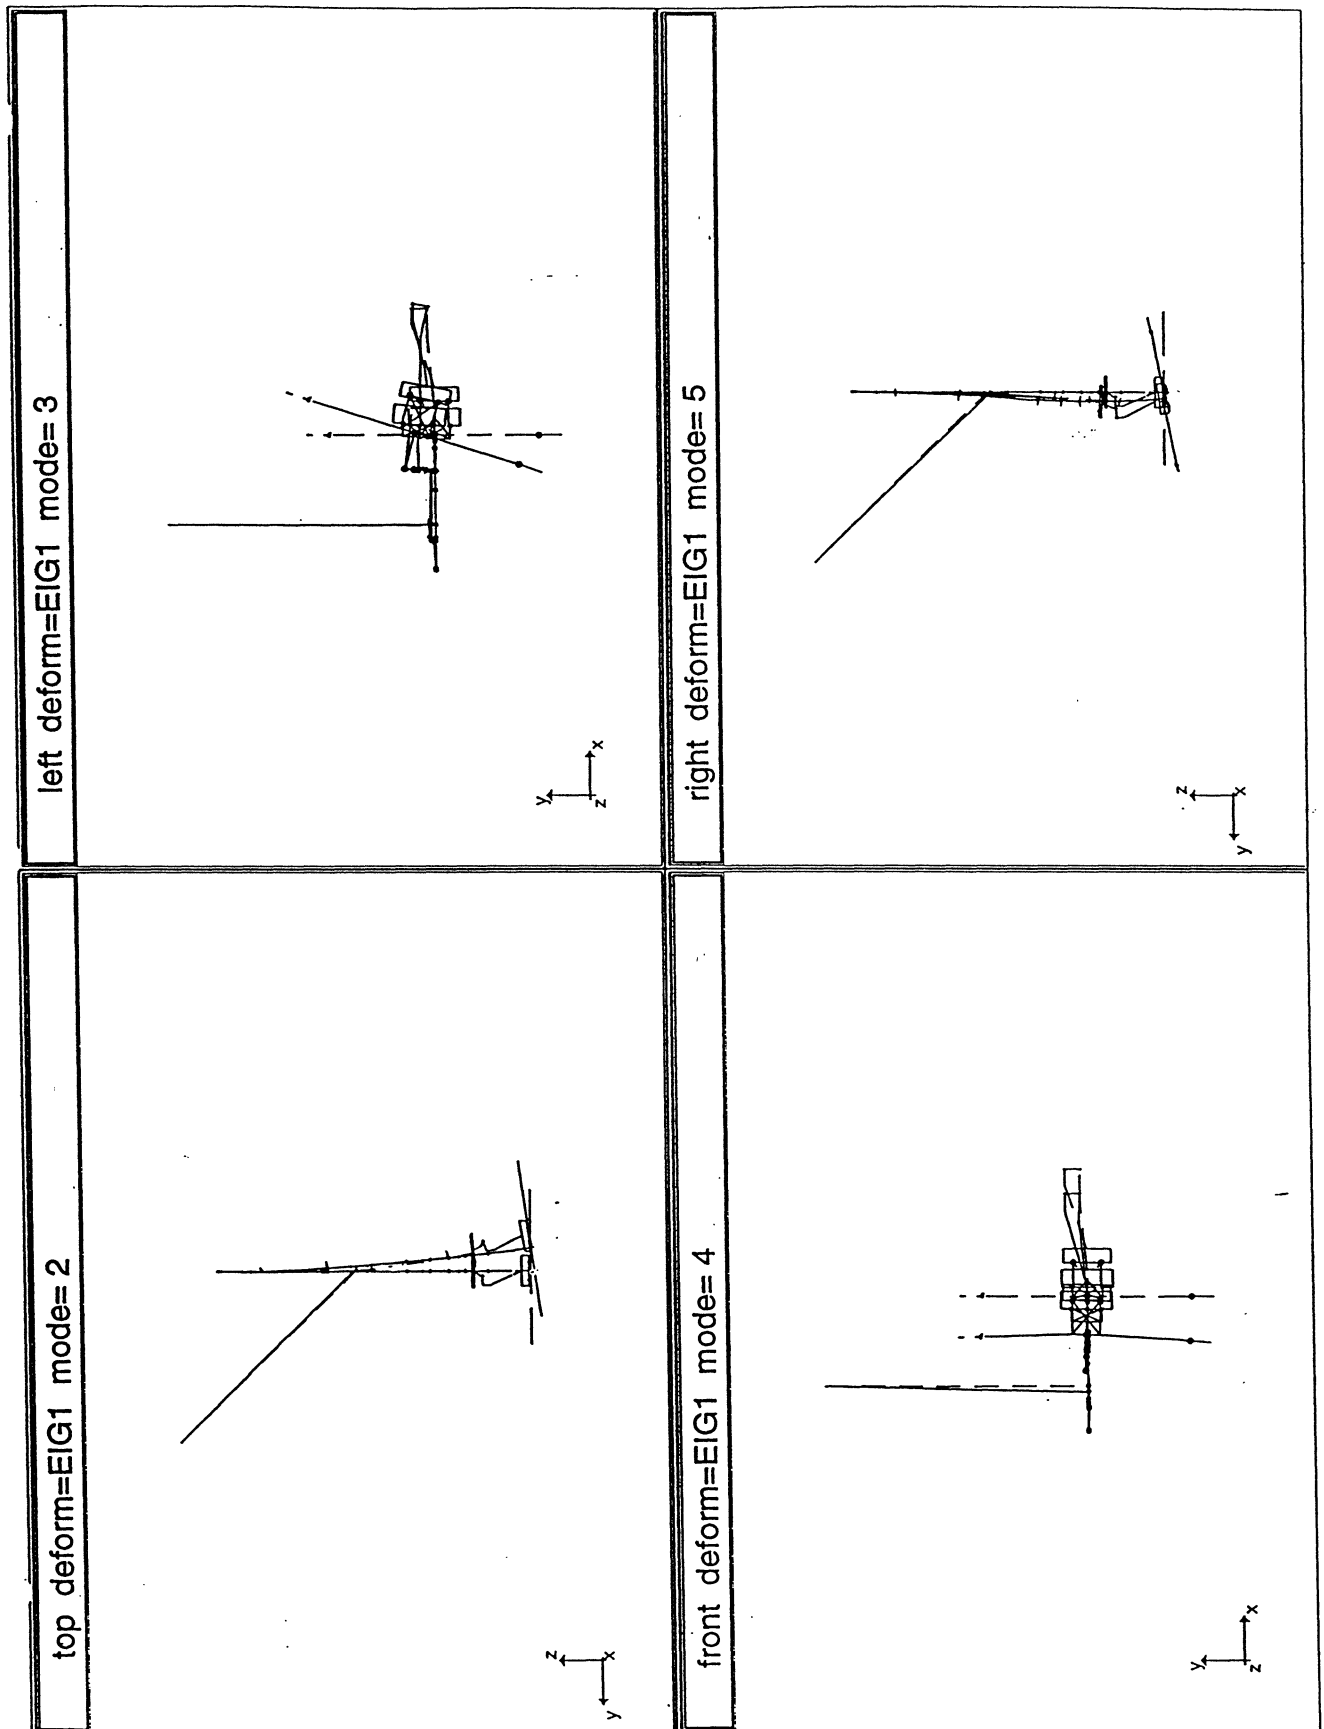 top deform=EIG1 mode= 2
z
y
x
left deform=EIG1 mode= 3
y
z
x
front deform=EIG1 mode= 4
y
z
x
right deform=EIG1 mode= 5
z
y
x